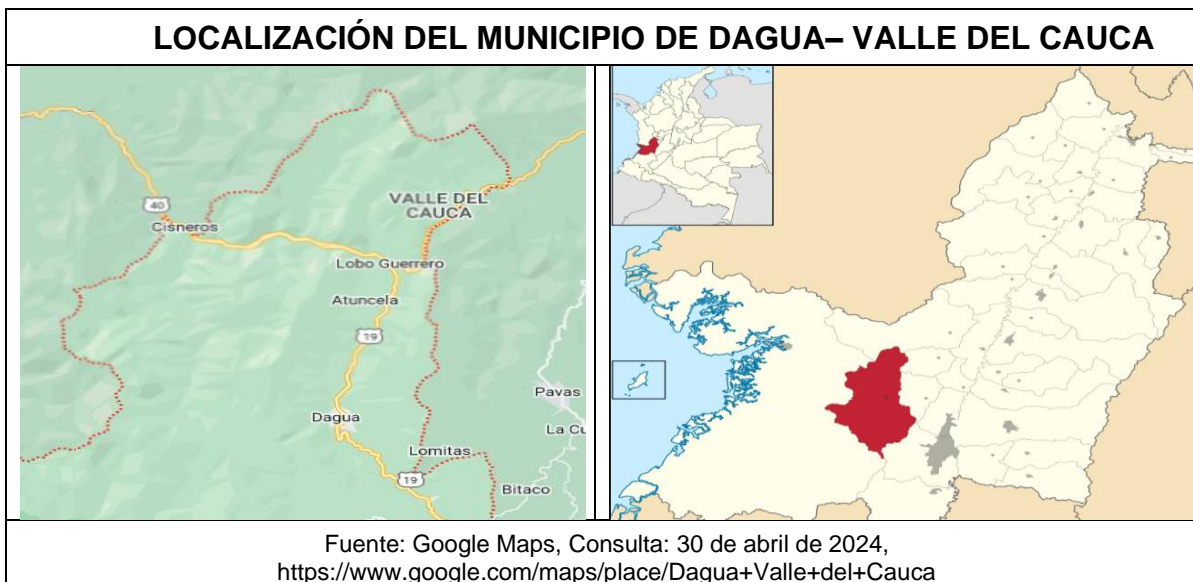 LOCALIZACIÓN DEL MUNICIPIO DE DAGUA– VALLE DEL CAUCA
40
Cisneros
VALLE DEL
CAUCA
Lobo Guerrero
Atuncela
19
Pavas
Dagua
La Cu
Lomitas
19
Bitaco
Fuente: Google Maps, Consulta: 30 de abril de 2024,
https://www.google.com/maps/place/Dagua+Valle+del+Cauca